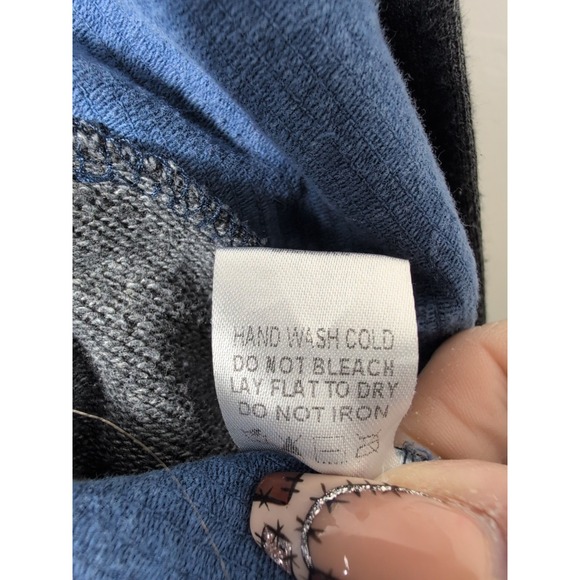 HAND WASH COLD
DO NOT BLEACH
LAY FLAT TO DRY
DO NOT IRON